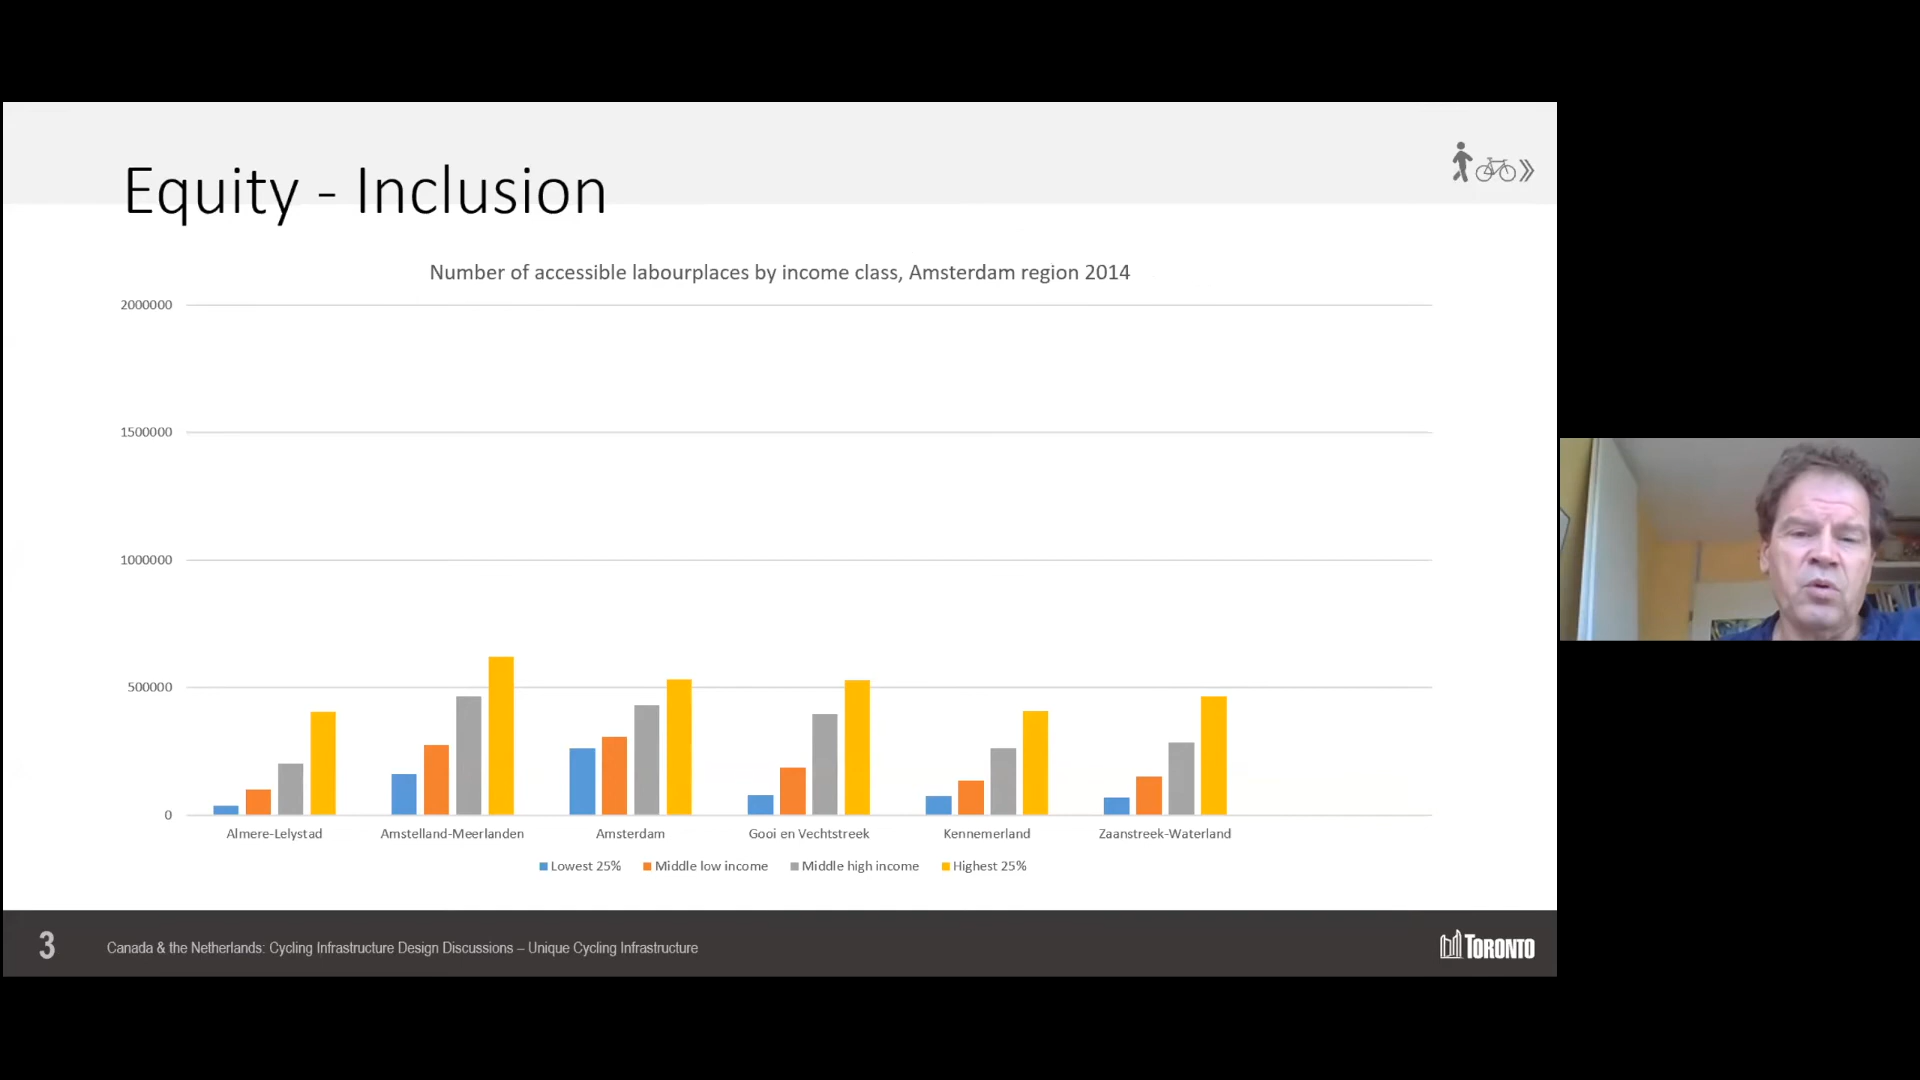 Equity - Inclusion
Number of accessible labourplaces by income class, Amsterdam region 2014
2000000
1500000
1000000
500000
0
Almere-Lelystad Amstelland-Meerlanden Amsterdam Gooi en Vechtstreek Kennemerland Zaanstreek-Waterland
Lowest 25% Middle low income Middle high income Highest 25%
3 Canada & the Netherlands: Cycling Infrastructure Design Discussions – Unique Cycling Infrastructure TORONTO